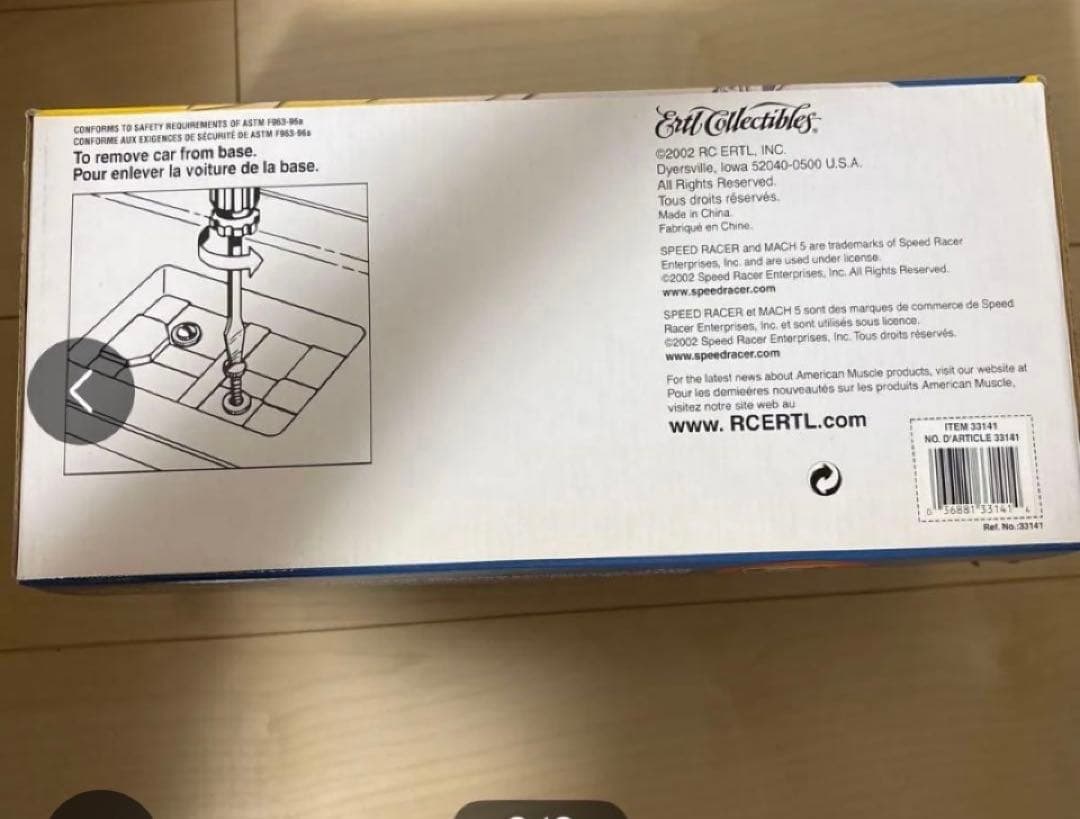 CONFORMS TO SAFETY REQUIREMENTS OF ASTM F963-96a
CONFORME AUX EXIGENCES DE SÉCURITÉ DE ASTM F963-96a
To remove car from base.
Pour enlever la voiture de la base.
Ertl Collectibles
©2002 RC ERTL, INC.
Dyersville, Iowa 52040-0500 U.S.A.
All Rights Reserved.
Tous droits réservés.
Made in China.
Fabriqué en Chine.
SPEED RACER and MACH 5 are trademarks of Speed Racer
Enterprises, Inc. and are used under license.
©2002 Speed Racer Enterprises, Inc. All Rights Reserved.
www.speedracer.com
SPEED RACER et MACH 5 sont des marques de commerce de Speed
Racer Enterprises, Inc. et sont utilisés sous licence.
©2002 Speed Racer Enterprises, Inc. Tous droits réservés.
www.speedracer.com
For the latest news about American Muscle products, visit our website at
Pour les demieères nouveautés sur les produits American Muscle,
visitez notre site web au
www. RCERTL.com
ITEM 33141
NO. D'ARTICLE 33141
0 36881 33141 4
Ref. No.:33141